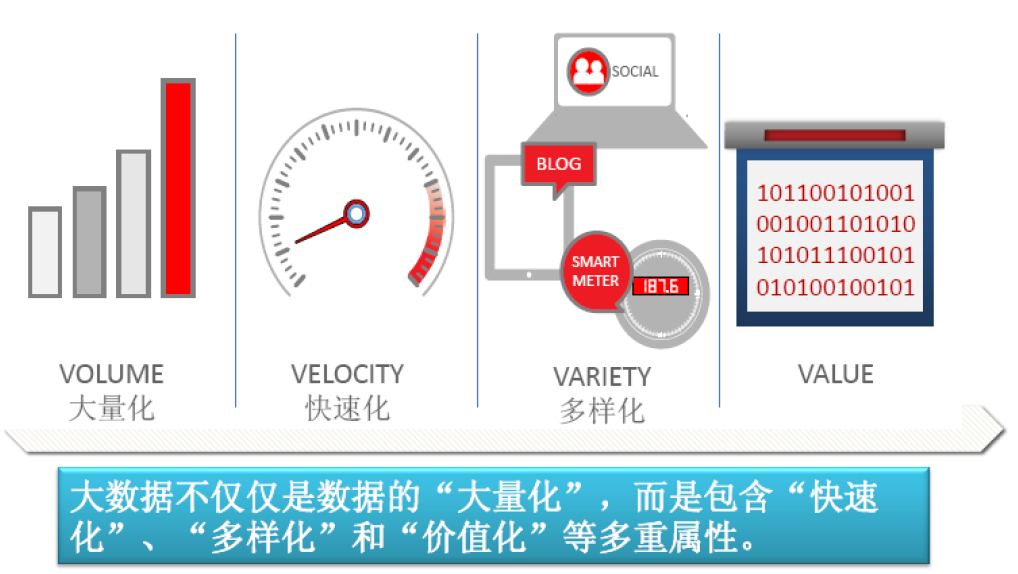 SOCIAL
BLOG
SMART
METER
187.6
101100101001
001001101010
101011100101
010100100101
VOLUME
大量化
VELOCITY
快速化
VARIETY
多样化
VALUE
大数据不仅仅是数据的“大量化”，而是包含“快速
化”、“多样化”和“价值化”等多重属性。